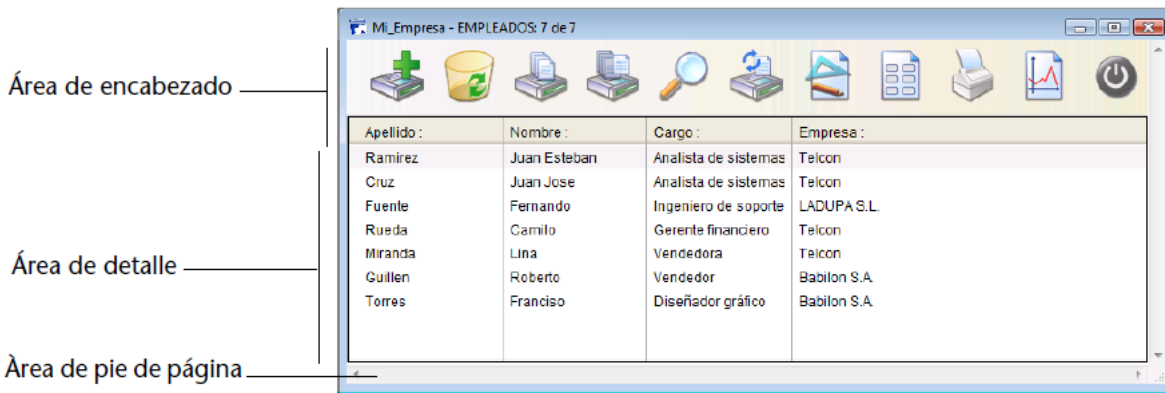 Mi_Empresa - EMPLEADOS: 7 de 7
Área de encabezado
Apellido : Nombre : Cargo : Empresa :
Ramirez Juan Esteban Analista de sistemas Telcon
Cruz Juan Jose Analista de sistemas Telcon
Fuente Fernando Ingeniero de soporte LADUPA S.L.
Rueda Camilo Gerente financiero Telcon
Área de detalle
Miranda Lina Vendedora Telcon
Guillen Roberto Vendedor Babilon S.A.
Torres Franciso Diseñador gráfico Babilon S.A.
Àrea de pie de página